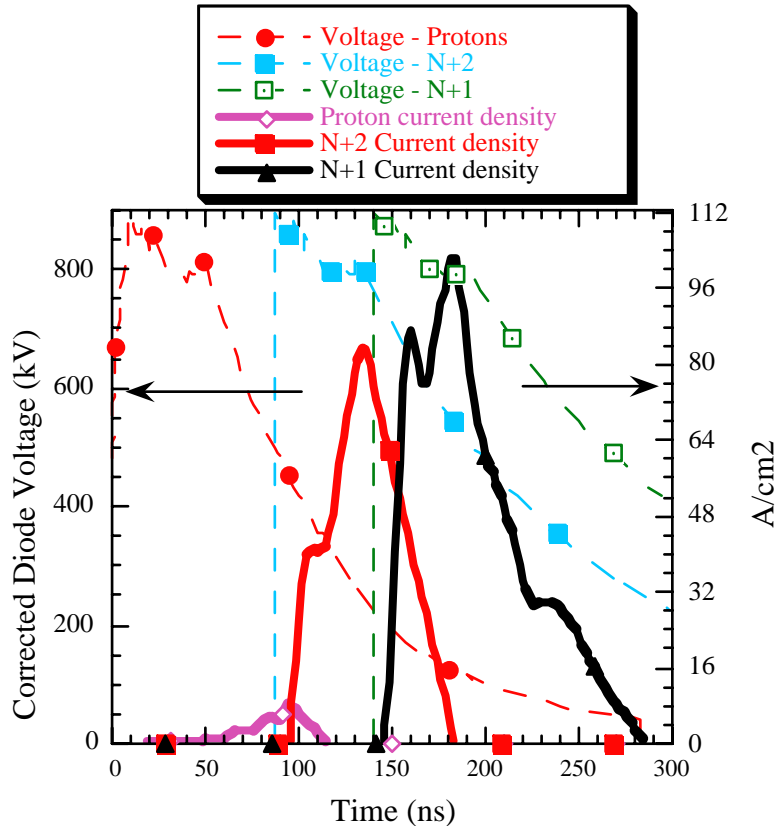 Voltage - Protons
Voltage - N+2
Voltage - N+1
Proton current density
N+2 Current density
N+1 Current density
Corrected Diode Voltage (kV)
800
600
400
200
0
112
96
80
64
48
32
16
0
A/cm2
0 50 100 150 200 250 300
Time (ns)